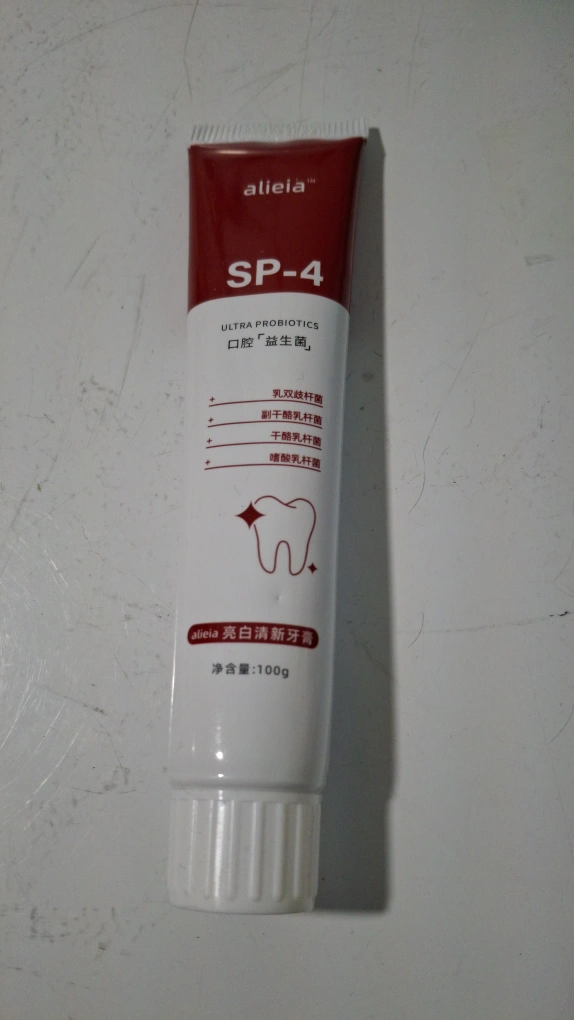 alieia™
SP-4
ULTRA PROBIOTICS
口腔「益生菌」
+ 乳双歧杆菌
+ 副干酪乳杆菌
+ 干酪乳杆菌
+ 嗜酸乳杆菌
alieia 亮白清新牙膏
净含量:100g